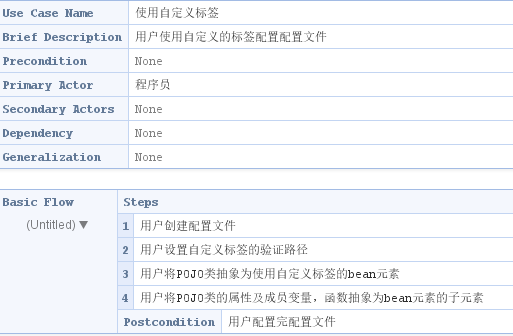 Use Case Name 使用自定义标签
Brief Description 用户使用自定义的标签配置配置文件
Precondition None
Primary Actor 程序员
Secondary Actors None
Dependency None
Generalization None
Basic Flow Steps
(Untitled) ▼ 1 用户创建配置文件
2 用户设置自定义标签的验证路径
3 用户将POJO类抽象为使用自定义标签的bean元素
4 用户将POJO类的属性及成员变量，函数抽象为bean元素的子元素
Postcondition 用户配置完配置文件